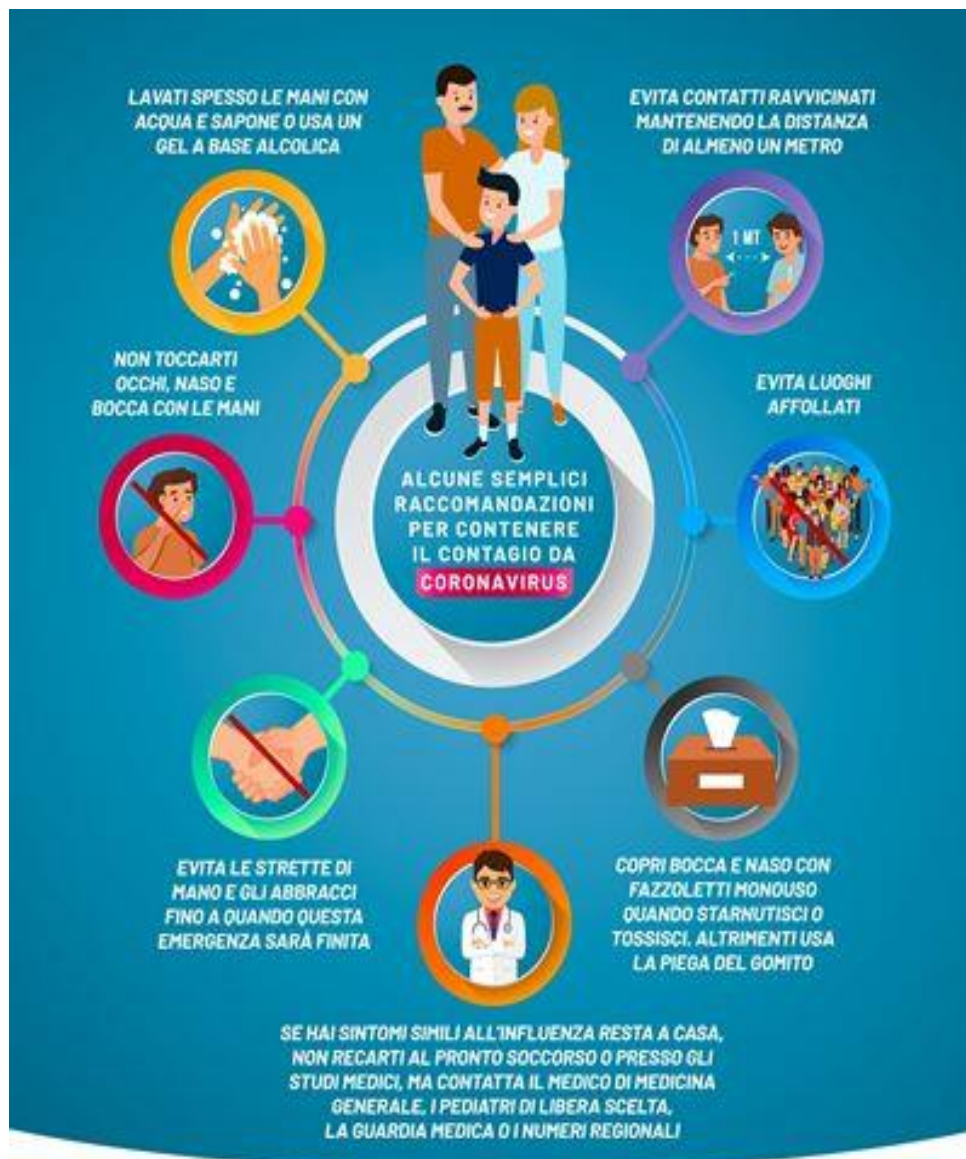 LAVATI SPESSO LE MANI CON
ACQUA E SAPONE O USA UN
GEL A BASE ALCOLICA
EVITA CONTATTI RAVVICINATI
MANTENENDO LA DISTANZA
DI ALMENO UN METRO
1 MT
NON TOCCARTI
OCCHI, NASO E
BOCCA CON LE MANI
EVITA LUOGHI
AFFOLLATI
ALCUNE SEMPLICI
RACCOMANDAZIONI
PER CONTENERE
IL CONTAGIO DA
CORONAVIRUS
EVITA LE STRETTE DI
MANO E GLI ABBRACCI
FINO A QUANDO QUESTA
EMERGENZA SARÀ FINITA
COPRI BOCCA E NASO CON
FAZZOLETTI MONOUSO
QUANDO STARNUTISCI O
TOSSISCI. ALTRIMENTI USA
LA PIEGA DEL GOMITO
SE HAI SINTOMI SIMILI ALL'INFLUENZA RESTA A CASA,
NON RECARTI AL PRONTO SOCCORSO O PRESSO GLI
STUDI MEDICI, MA CONTATTA IL MEDICO DI MEDICINA
GENERALE, I PEDIATRI DI LIBERA SCELTA,
LA GUARDIA MEDICA O I NUMERI REGIONALI